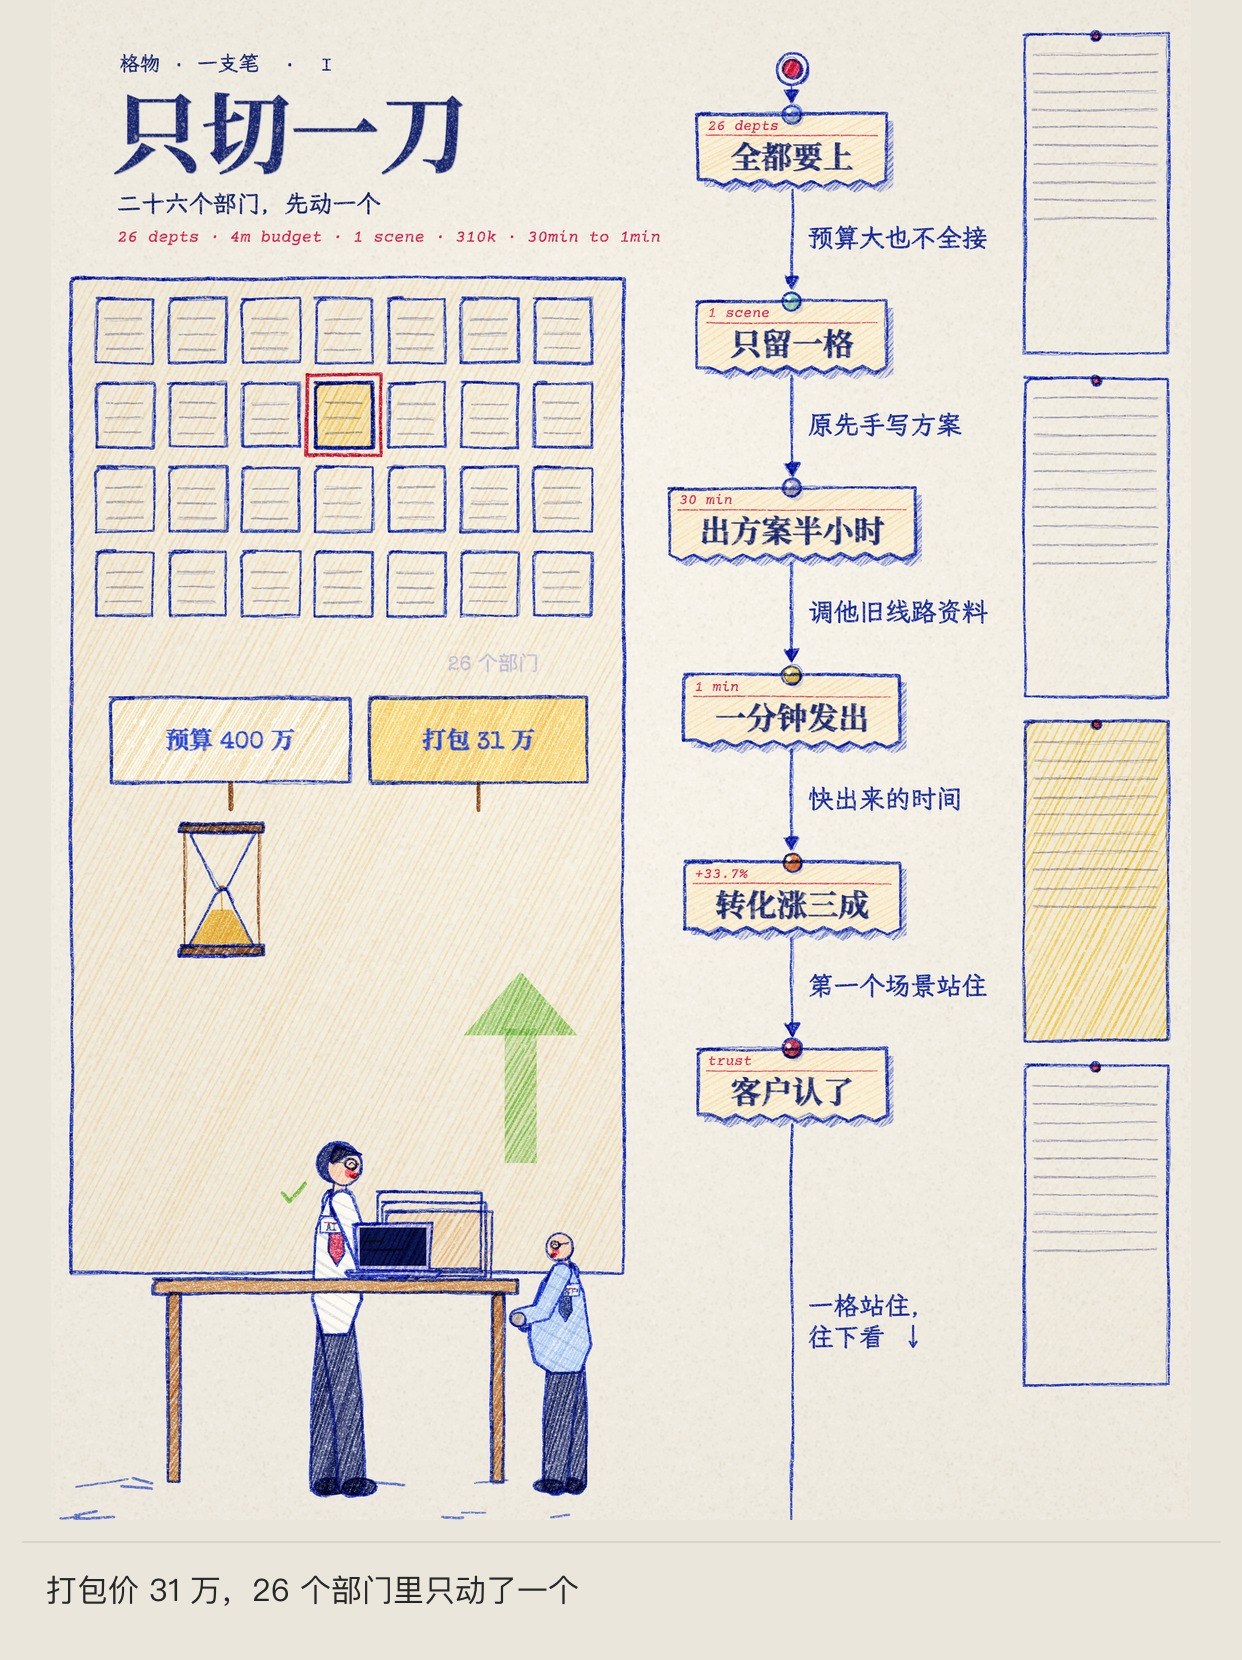 格物 · 一支笔 · I
只切一刀
二十六个部门，先动一个
26 depts · 4m budget · 1 scene · 310k · 30min to 1min
26 个部门
预算 400 万
打包 31 万
AI
26 depts
全都要上
预算大也不全接
1 scene
只留一格
原先手写方案
30 min
出方案半小时
调他旧线路资料
1 min
一分钟发出
快出来的时间
+33.7%
转化涨三成
第一个场景站住
trust
客户认了
一格站住，
往下看 ↓
打包价 31 万，26 个部门里只动了一个